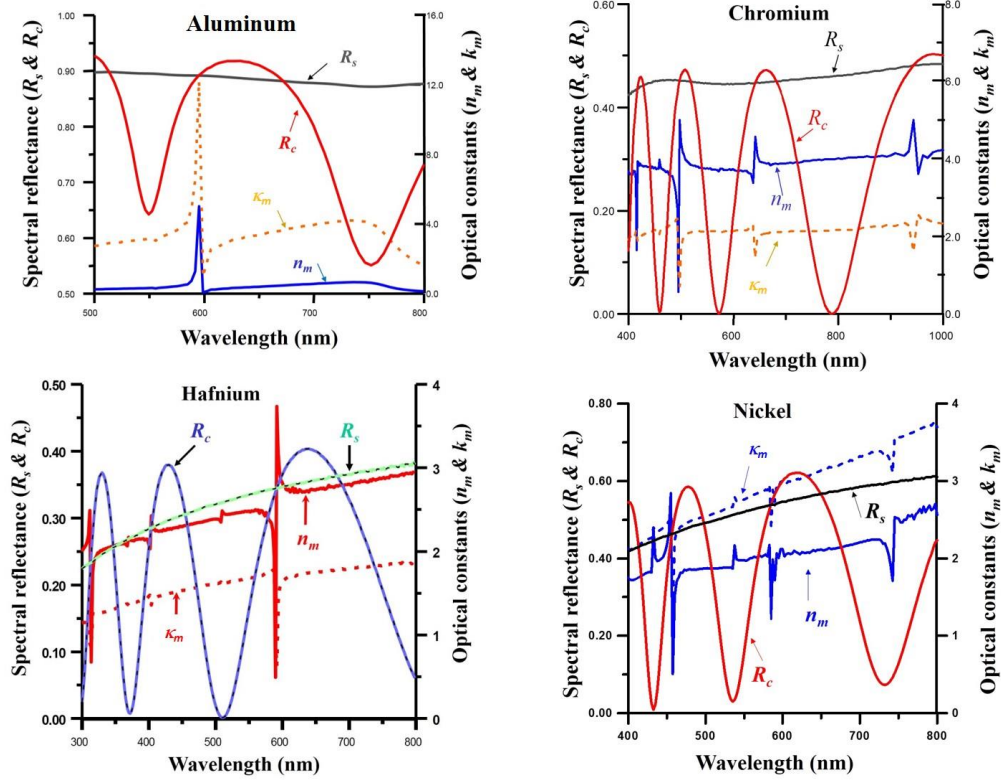 Aluminum
Spectral reflectance (Rs & Rc)
1.00
0.90
0.80
0.70
0.60
0.50
Rs
Rc
κm
nm
16.0
12.0
8.0
4.0
0.0
Optical constants (nm & km)
500
600
700
800
Wavelength (nm)
Chromium
Spectral reflectance (Rs & Rc)
0.60
0.40
0.20
0.00
Rs
Rc
nm
κm
8.0
6.0
4.0
2.0
0.0
Optical constants (nm & km)
400
600
800
1000
Wavelength (nm)
Hafnium
Spectral reflectance (Rs & Rc)
0.50
0.40
0.30
0.20
0.10
0.00
Rc
Rs
nm
κm
4
3
2
1
0
Optical constants (nm & km)
300
400
500
600
700
800
Wavelength (nm)
Nickel
Spectral reflectance (Rs & Rc)
0.80
0.60
0.40
0.20
0.00
κm
Rs
nm
Rc
4
3
2
1
0
Optical constants (nm & km)
400
500
600
700
800
Wavelength (nm)